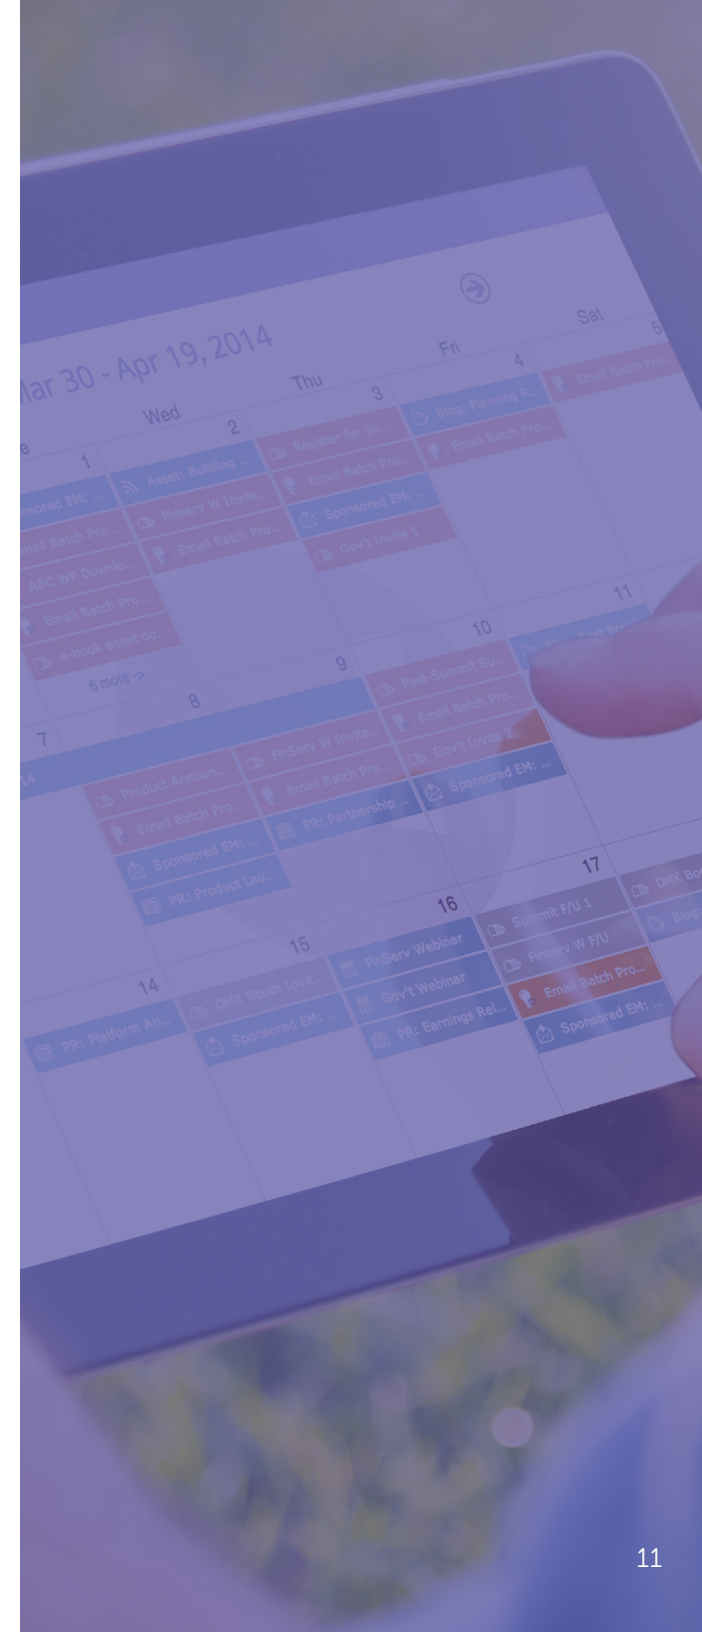 Mar 30 - Apr 19, 2014
Wed Thu Fri Sat
1 2 3 4 5
EM: ...
Batch Pro...
ABC WP Downlo...
Email Batch Pro...
e-book asset do...
6 more ->
Asset: Building ...
Finserv W Invite...
Email Batch Pro...
Register for Su...
Email Batch Pro...
Sponsored EM: ...
Gov't Invite 1
Blog: Planning R...
Email Batch Pro...
Email Batch Pro...
7 8 9 10 11
14
Product Announ...
Email Batch Pro...
Sponsored EM: ...
PR: Product Lau...
FinServ W Invite...
Email Batch Pro...
PR: Partnership ...
Post-Summit Su...
Email Batch Pro...
Gov't Invite 2
Sponsored EM: ...
14 15 16 17
PR: Platform An...
DMX Booth Invit...
Sponsored EM: ...
FinServ Webinar
Gov't Webinar
PR: Earnings Rel...
Summit F/U 1
Finserv W F/U
Email Batch Pro...
Sponsored EM: ...
DMX Boo
Blog:
11